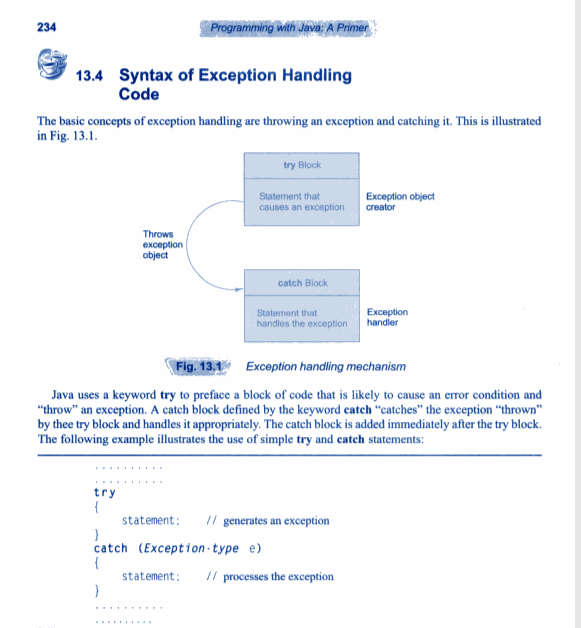 234
Programming with Java: A Primer
13.4 Syntax of Exception Handling
Code
The basic concepts of exception handling are throwing an exception and catching it. This is illustrated
in Fig. 13.1.
try Block
Statement that
causes an exception
Exception object
creator
Throws
exception
object
catch Block
Statement that
handles the exception
Exception
handler
Fig. 13.1 Exception handling mechanism
Java uses a keyword try to preface a block of code that is likely to cause an error condition and
“throw” an exception. A catch block defined by the keyword catch “catches” the exception “thrown”
by thee try block and handles it appropriately. The catch block is added immediately after the try block.
The following example illustrates the use of simple try and catch statements:
. . . . . . . . . .
. . . . . . . . . .
try
{
statement; // generates an exception
}
catch (Exception-type e)
{
statement; // processes the exception
}
. . . . . . . . . .
. . . . . . . . .